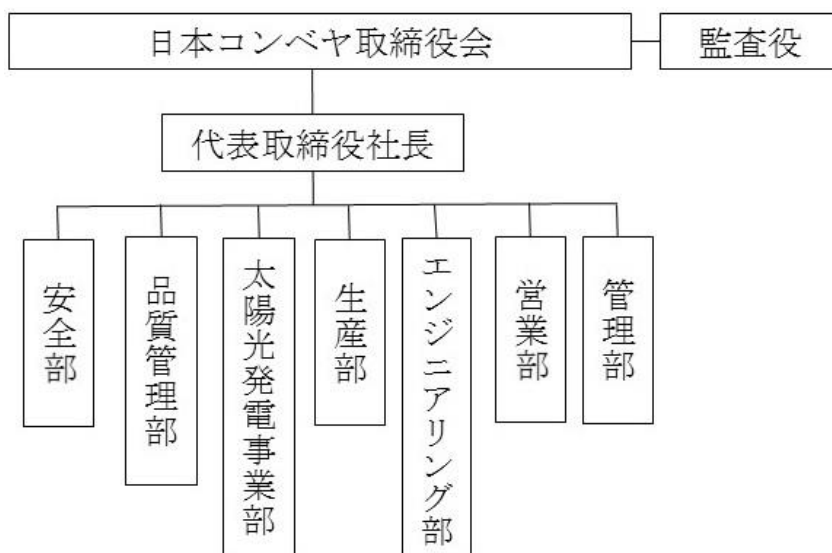 日本コンベヤ取締役会
監査役
代表取締役社長
安全部
品質管理部
太陽光発電事業部
生産部
エンジニアリング部
営業部
管理部